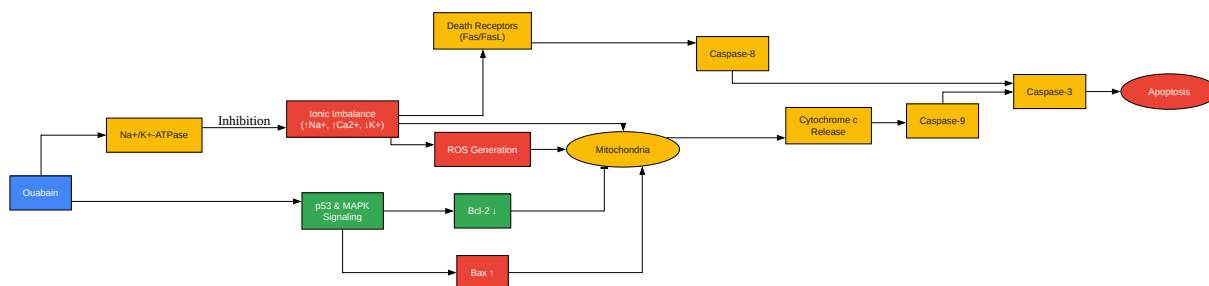 Death Receptors
(Fas/FasL)
Caspase-8
Caspase-3
Apoptosis
Ionic Imbalance
(↑Na+, ↑Ca2+, ↓K+)
Inhibition
Na+/K+-ATPase
Cytochrome c
Release
Caspase-9
ROS Generation
Mitochondria
Ouabain
p53 & MAPK
Signaling
Bcl-2 ↓
Bax ↑